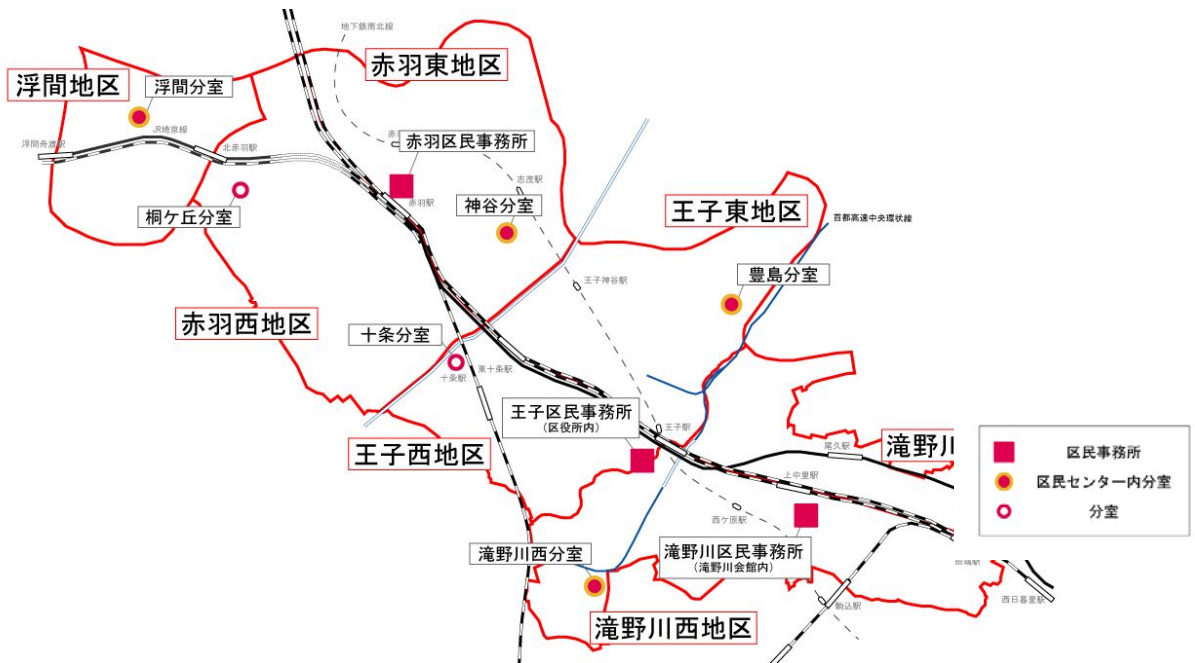 地下鉄南北線
赤羽東地区
浮間地区
浮間分室
JR埼京線
浮間舟渡駅
北赤羽駅
赤羽区民事務所
志茂駅
桐ケ丘分室
赤羽駅
神谷分室
王子東地区
首都高速中央環状線
王子神谷駅
豊島分室
赤羽西地区
十条分室
十条駅
東十条駅
王子区民事務所
(区役所内)
王子駅
王子西地区
尾久駅
滝野川
上中里駅
区民事務所
区民センター内分室
分室
西ケ原駅
滝野川西分室
滝野川区民事務所
(滝野川会館内)
駒込駅
西日暮里駅
滝野川西地区